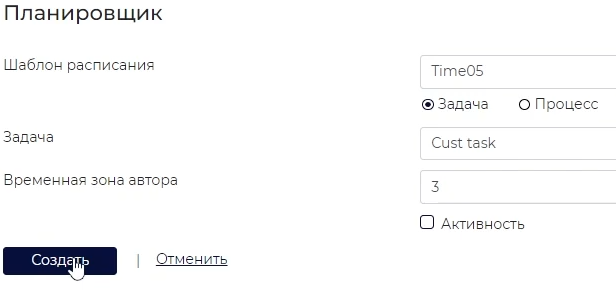 Планировщик
Шаблон расписания
Time05
Задача Процесс
Задача
Cust task
Временная зона автора
3
Активность
Создать | Отменить